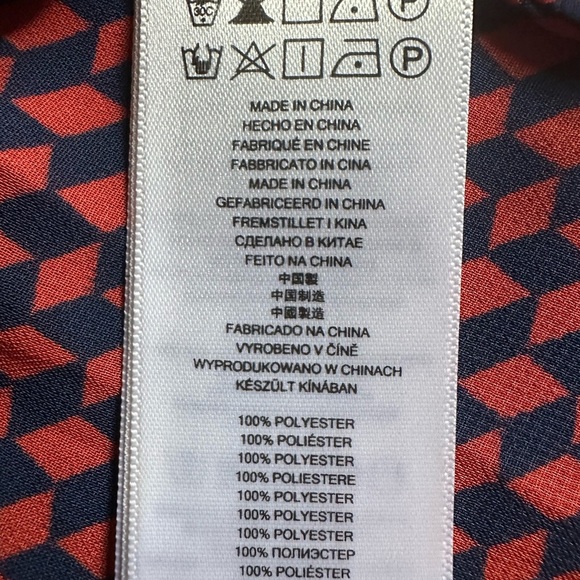 30C P
P
MADE IN CHINA
HECHO EN CHINA
FABRIQUÉ EN CHINE
FABBRICATO IN CINA
MADE IN CHINA
GEFABRICEERD IN CHINA
FREMSTILLET I KINA
СДЕЛАНО В КИТАЕ
FEITO NA CHINA
中国製
中国制造
中國製造
FABRICADO NA CHINA
VYROBENO V ČÍNĚ
WYPRODUKOWANO W CHINACH
KÉSZÜLT KÍNÁBAN
100% POLYESTER
100% POLIÉSTER
100% POLYESTER
100% POLIESTERE
100% POLYESTER
100% POLYESTER
100% POLYESTER
100% ПОЛИЭСТЕР
100% POLIÉSTER